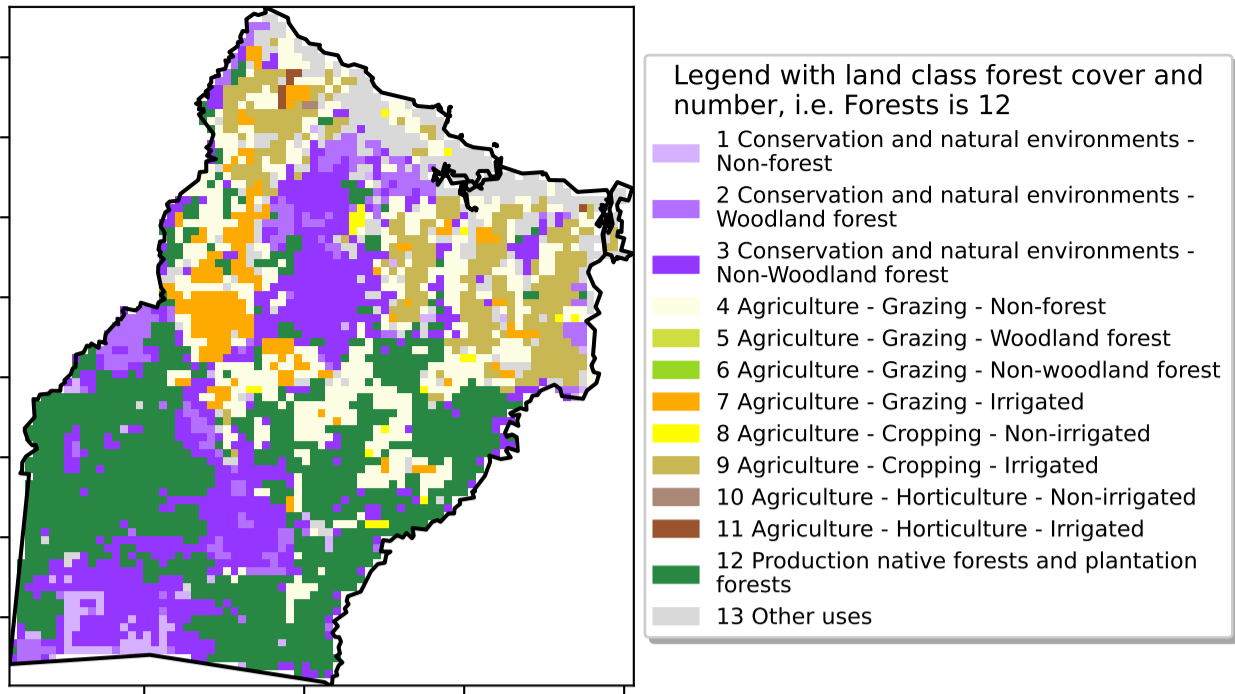 Legend with land class forest cover and
number, i.e. Forests is 12
1 Conservation and natural environments -
Non-forest
2 Conservation and natural environments -
Woodland forest
3 Conservation and natural environments -
Non-Woodland forest
4 Agriculture - Grazing - Non-forest
5 Agriculture - Grazing - Woodland forest
6 Agriculture - Grazing - Non-woodland forest
7 Agriculture - Grazing - Irrigated
8 Agriculture - Cropping - Non-irrigated
9 Agriculture - Cropping - Irrigated
10 Agriculture - Horticulture - Non-irrigated
11 Agriculture - Horticulture - Irrigated
12 Production native forests and plantation
forests
13 Other uses